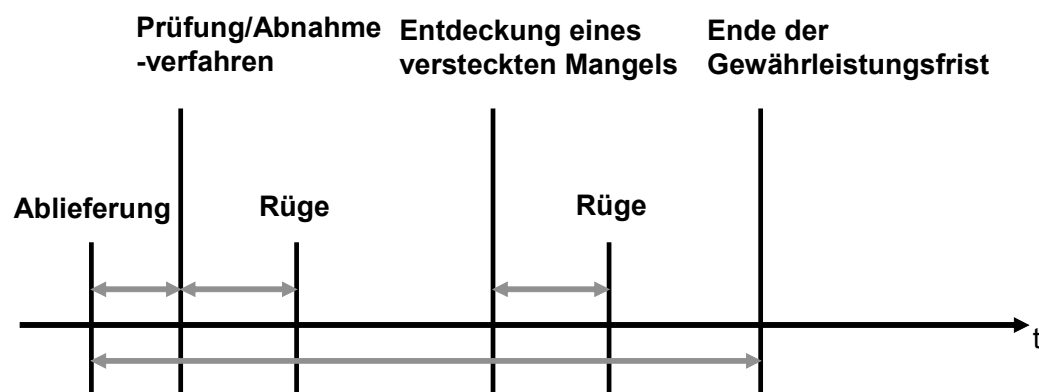 Prüfung/Abnahme
-verfahren
Entdeckung eines
versteckten Mangels
Ende der
Gewährleistungsfrist
Ablieferung
Rüge
Rüge
t